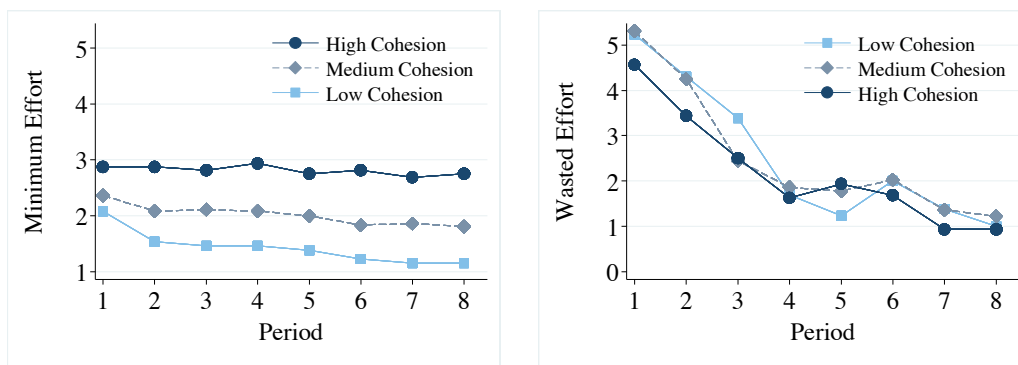 Minimum Effort
5
4
3
2
1
High Cohesion
Medium Cohesion
Low Cohesion
1 2 3 4 5 6 7 8
Period
Wasted Effort
5
4
3
2
1
0
Low Cohesion
Medium Cohesion
High Cohesion
1 2 3 4 5 6 7 8
Period